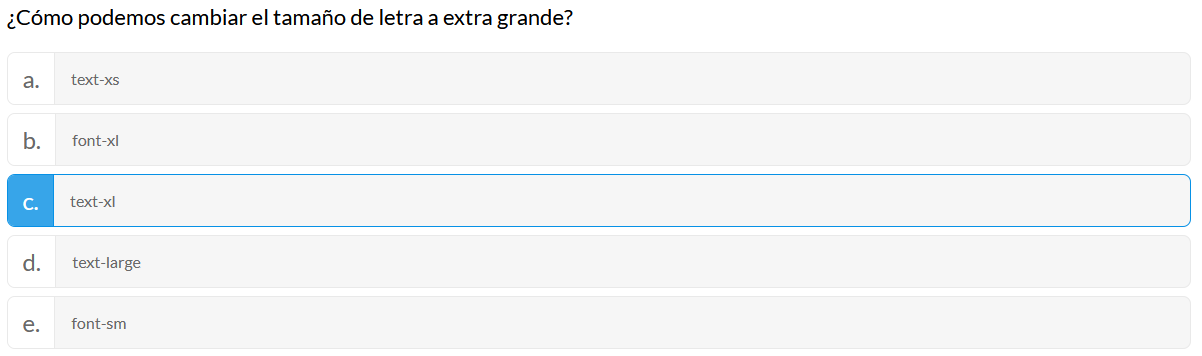 ¿Cómo podemos cambiar el tamaño de letra a extra grande?
a. text-xs
b. font-xl
c. text-xl
d. text-large
e. font-sm